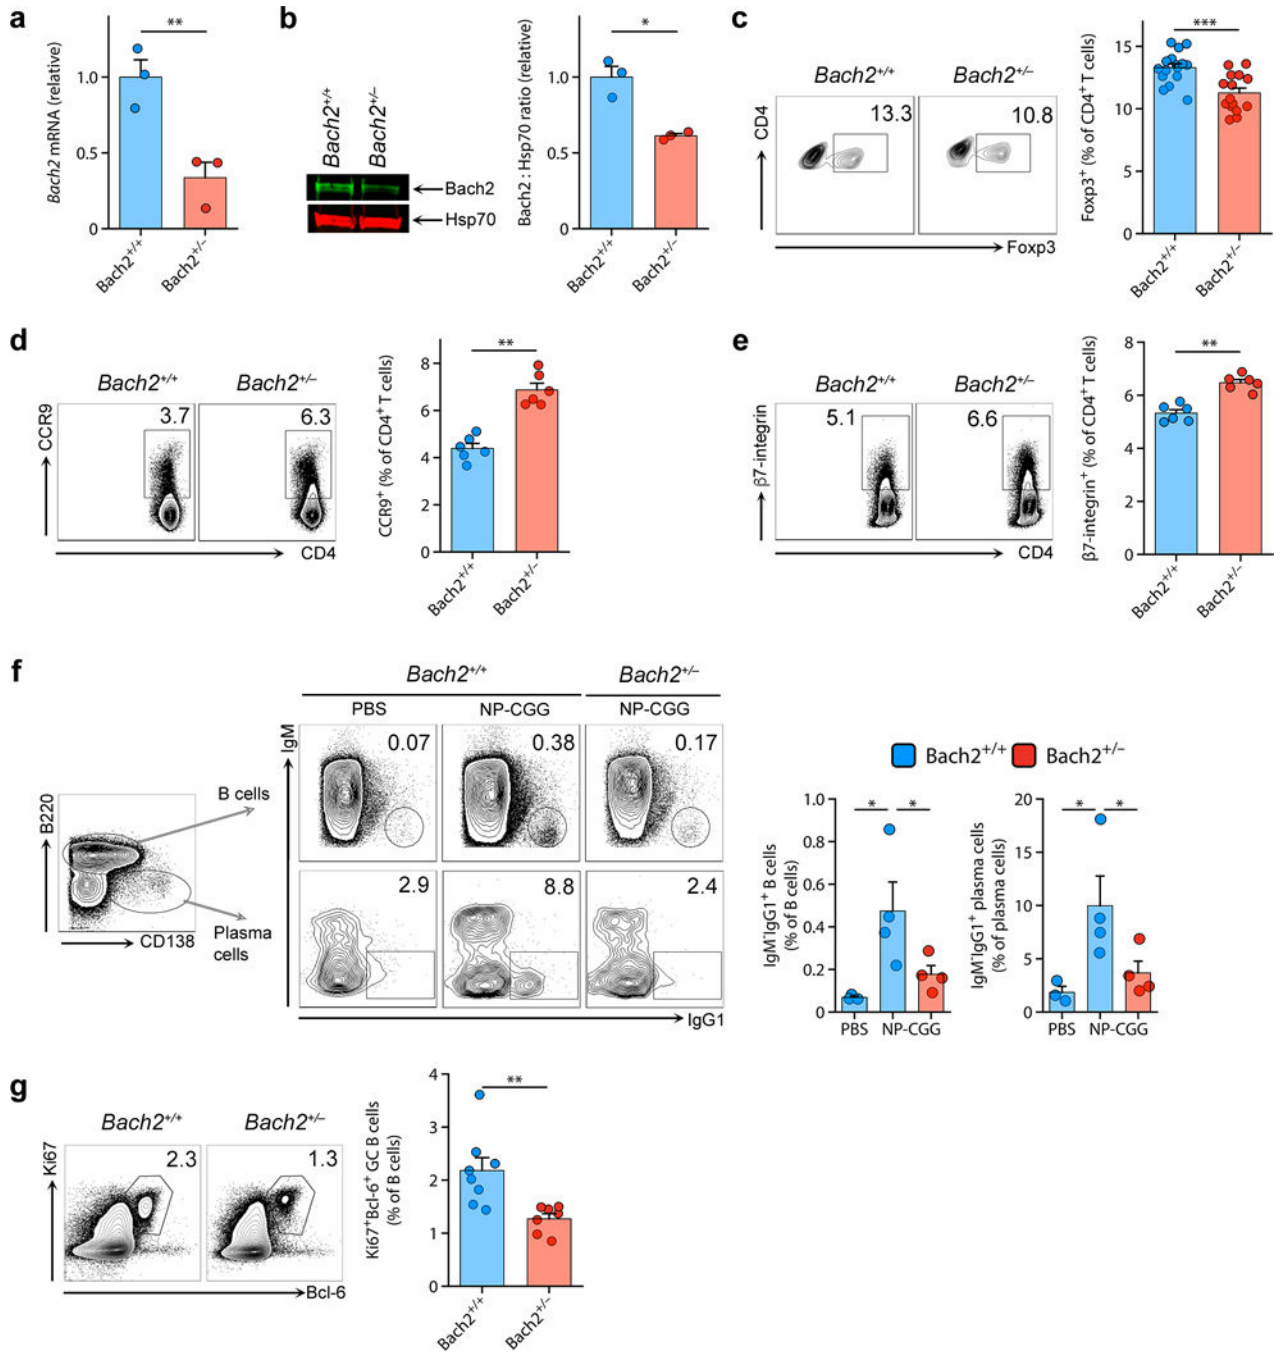 a
**
Bach2 mRNA (relative)
1.0
0.5
0
Bach2+/+
Bach2+/−
b
Bach2+/+
Bach2+/−
Bach2
Hsp70
*
Bach2 : Hsp70 ratio (relative)
1.0
0.5
0
Bach2+/+
Bach2+/−
c
Bach2+/+
Bach2+/−
CD4
13.3
10.8
Foxp3
***
Foxp3+ (% of CD4+ T cells)
15
10
5
0
Bach2+/+
Bach2+/−
d
Bach2+/+
Bach2+/−
CCR9
3.7
6.3
CD4
**
CCR9+ (% of CD4+ T cells)
8
6
4
2
0
Bach2+/+
Bach2+/−
e
Bach2+/+
Bach2+/−
β7-integrin
5.1
6.6
CD4
**
β7-integrin+ (% of CD4+ T cells)
8
6
4
2
0
Bach2+/+
Bach2+/−
f
Bach2+/+
Bach2+/−
PBS
NP-CGG
NP-CGG
B220
B cells
Plasma
cells
CD138
IgM
0.07
0.38
0.17
2.9
8.8
2.4
IgG1
Bach2+/+
Bach2+/−
IgM-IgG1+ B cells
(% of B cells)
1.0
0.8
0.6
0.4
0.2
0
*
*
PBS
NP-CGG
IgM-IgG1+ plasma cells
(% of plasma cells)
20
15
10
5
0
*
*
PBS
NP-CGG
g
Bach2+/+
Bach2+/−
Ki67
2.3
1.3
Bcl-6
**
Ki67+Bcl-6+ GC B cells
(% of B cells)
4
3
2
1
0
Bach2+/+
Bach2+/−